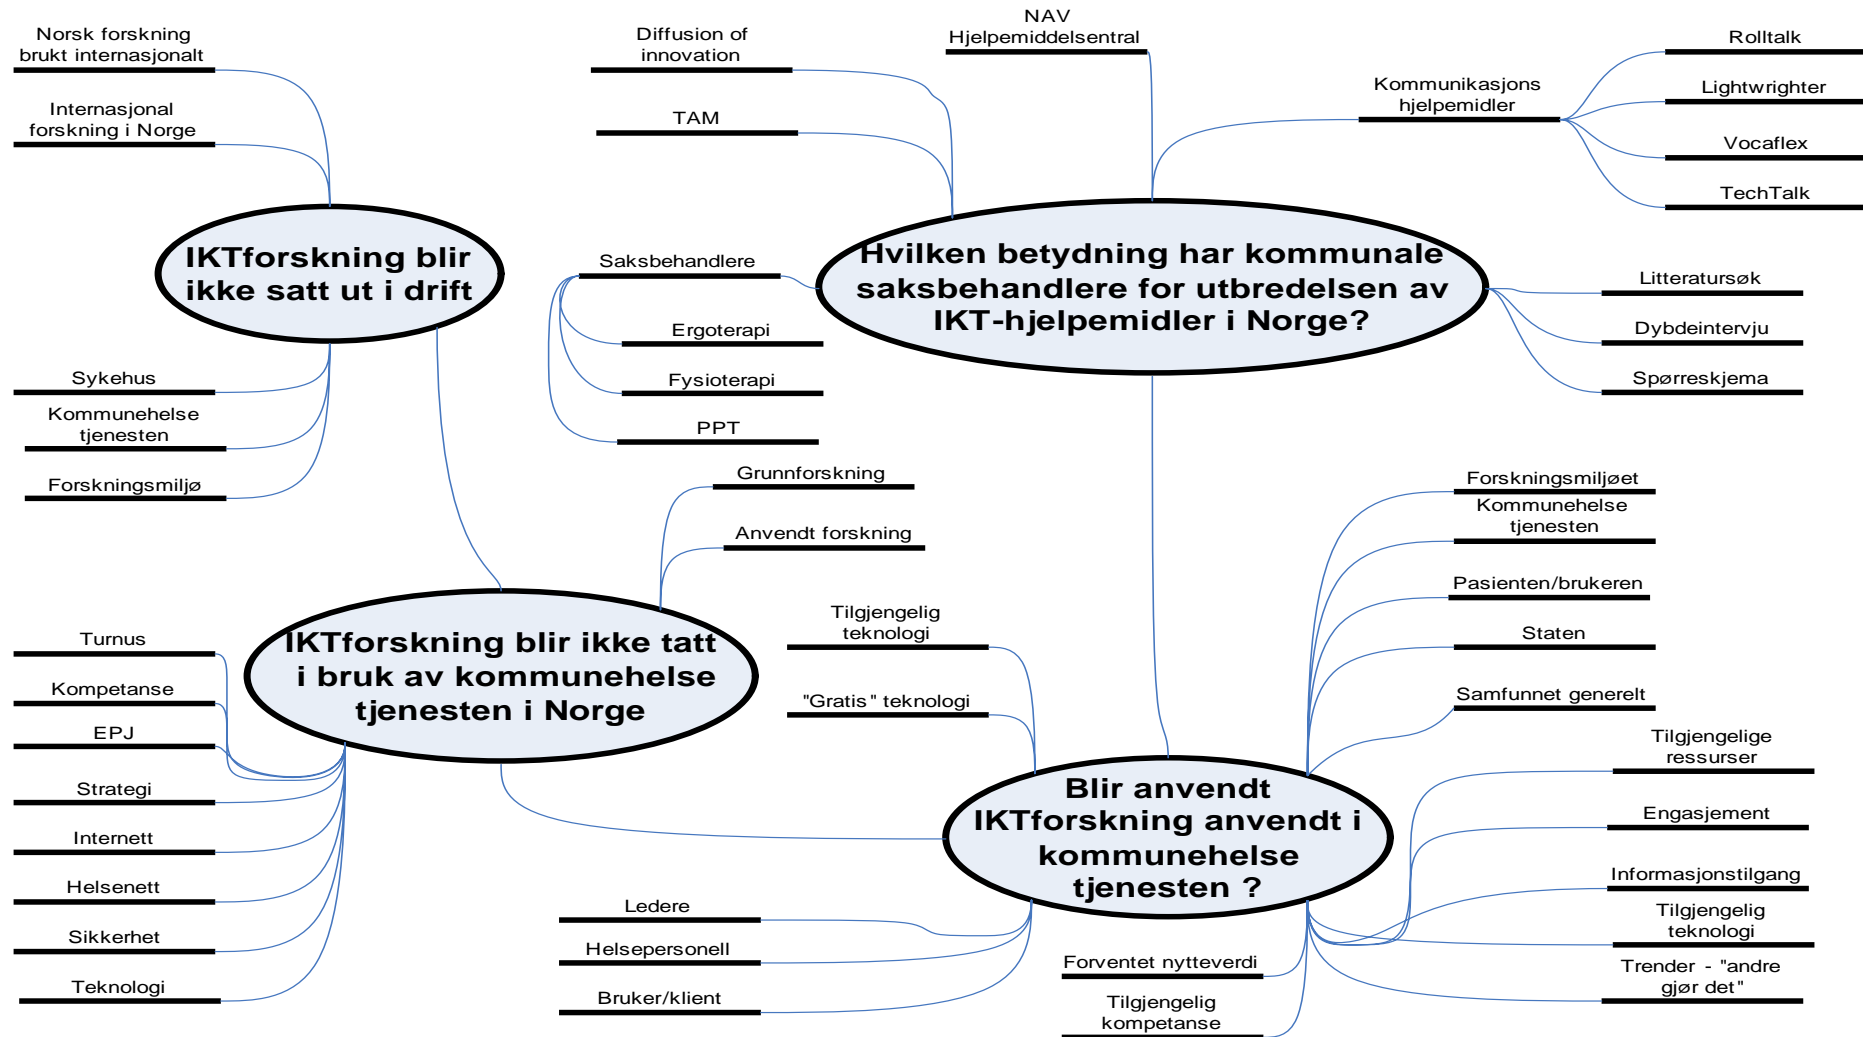 Norsk forskning
brukt internasjonalt
Internasjonal
forskning i Norge
IKTforskning blir
ikke satt ut i drift
Sykehus
Kommunehelse
tjenesten
Forskningsmiljø
Diffusion of
innovation
TAM
NAV
Hjelpemiddelsentral
Kommunikasjons
hjelpemidler
Rolltalk
Lightwrighter
Vocaflex
TechTalk
Hvilken betydning har kommunale
saksbehandlere for utbredelsen av
IKT-hjelpemidler i Norge?
Saksbehandlere
Ergoterapi
Fysioterapi
PPT
Litteratursøk
Dybdeintervju
Spørreskjema
Grunnforskning
Anvendt forskning
IKTforskning blir ikke tatt
i bruk av kommunehelse
tjenesten i Norge
Turnus
Kompetanse
EPJ
Strategi
Internett
Helsenett
Sikkerhet
Teknologi
Tilgjengelig
teknologi
"Gratis" teknologi
Forskningsmiljøet
Kommunehelse
tjenesten
Pasienten/brukeren
Staten
Samfunnet generelt
Blir anvendt
IKTforskning anvendt i
kommunehelse
tjenesten ?
Tilgjengelige
ressurser
Engasjement
Informasjonstilgang
Tilgjengelig
teknologi
Trender - "andre
gjør det"
Ledere
Helsepersonell
Bruker/klient
Forventet nytteverdi
Tilgjengelig
kompetanse